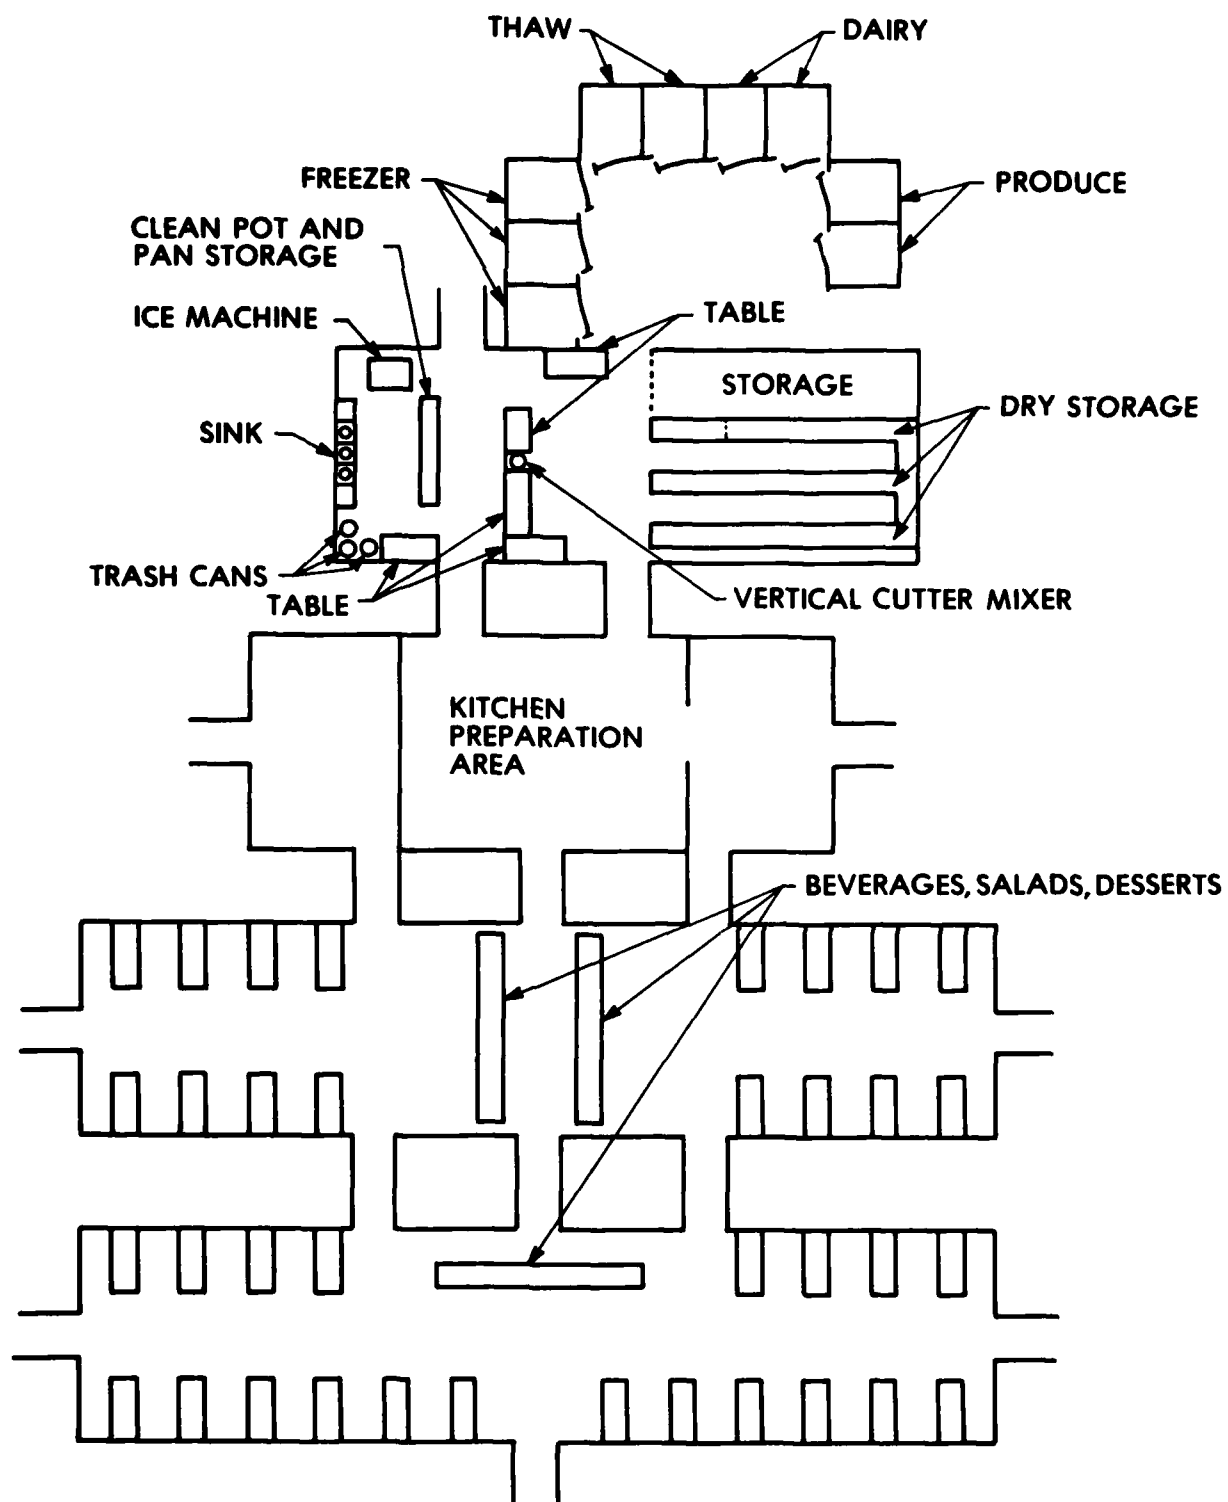 THAW
DAIRY
FREEZER
PRODUCE
CLEAN POT AND
PAN STORAGE
ICE MACHINE
TABLE
STORAGE
DRY STORAGE
SINK
TRASH CANS
TABLE
VERTICAL CUTTER MIXER
KITCHEN
PREPARATION
AREA
BEVERAGES, SALADS, DESSERTS